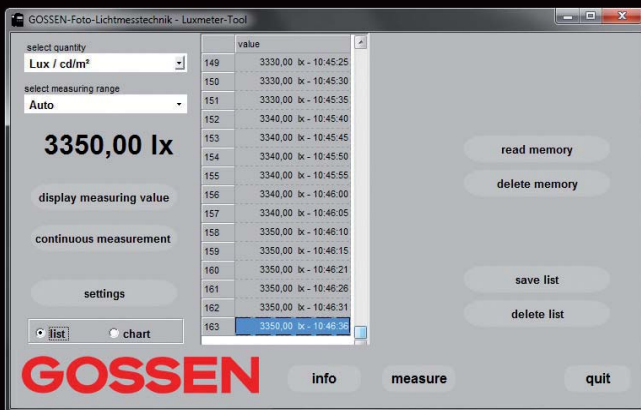 GOSSEN-Foto-Lichtmesstechnik - Luxmeter-Tool
select quantity
Lux / cd/m²
select measuring range
Auto
3350,00 lx
display measuring value
continuous measurement
settings
list
chart
value
149 3330,00 lx - 10:45:25
150 3330,00 lx - 10:45:30
151 3330,00 lx - 10:45:35
152 3340,00 lx - 10:45:40
153 3340,00 lx - 10:45:45
154 3340,00 lx - 10:45:50
155 3340,00 lx - 10:45:55
156 3340,00 lx - 10:46:00
157 3340,00 lx - 10:46:05
158 3350,00 lx - 10:46:10
159 3350,00 lx - 10:46:15
160 3350,00 lx - 10:46:21
161 3350,00 lx - 10:46:26
162 3350,00 lx - 10:46:31
163 3350,00 lx - 10:46:36
read memory
delete memory
save list
delete list
GOSSEN
info
measure
quit